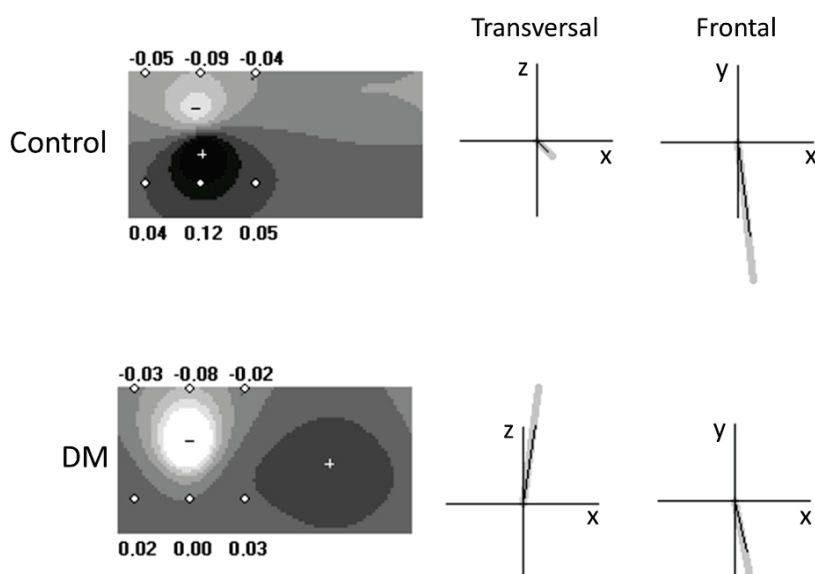 Transversal Frontal
-0.05 -0.09 -0.04 z y
Control
−
+
x x
0.04 0.12 0.05
-0.03 -0.08 -0.02
z y
−
DM
+
x x
0.02 0.00 0.03